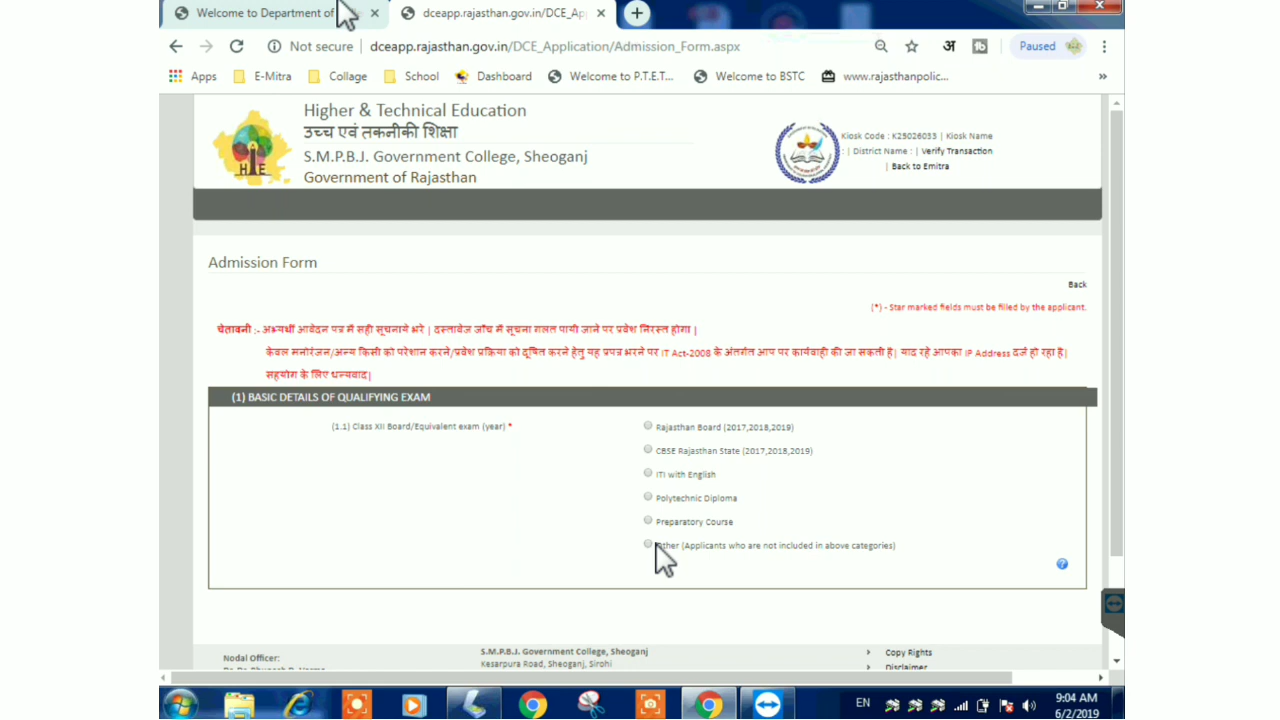 Welcome to Department of
dceapp.rajasthan.gov.in/DCE_Ap
Not secure
dceapp.rajasthan.gov.in/DCE_Application/Admission_Form.aspx
अ
Paused
Apps
E-Mitra
Collage
School
Dashboard
Welcome to P.T.E.T...
Welcome to BSTC
www.rajasthanpolic...
»
Higher & Technical Education
उच्च एवं तकनीकी शिक्षा
S.M.P.B.J. Government College, Sheoganj
Government of Rajasthan
HTE
Kiosk Code : K25026033 | Kiosk Name
: | District Name : | Verify Transaction
| Back to Emitra
Admission Form
Back
(*) - Star marked fields must be filled by the applicant.
चेतावनी :- अभ्यर्थी आवेदन पत्र में सही सूचनाये भरे | दस्तावेज जाँच में सूचना गलत पायी जाने पर प्रवेश निरस्त होगा |
केवल मनोरंजन/अन्य किसी को परेशान करने/प्रवेश प्रक्रिया को दूषित करने हेतु यह प्रपत्र भरने पर IT Act-2008 के अंतर्गत आप पर कार्यवाही की जा सकती हैं| याद रहे आपका IP Address दर्ज हो रहा है|
सहयोग के लिए धन्यवाद|
(1) BASIC DETAILS OF QUALIFYING EXAM
(1.1) Class XII Board/Equivalent exam (year) *
Rajasthan Board (2017,2018,2019)
CBSE Rajasthan State (2017,2018,2019)
ITI with English
Polytechnic Diploma
Preparatory Course
Other (Applicants who are not included in above categories)
?
Nodal Officer:
S.M.P.B.J. Government College, Sheoganj
Kesarpura Road, Sheoganj, Sirohi
Copy Rights
Disclaimer
EN
9:04 AM
6/2/2019